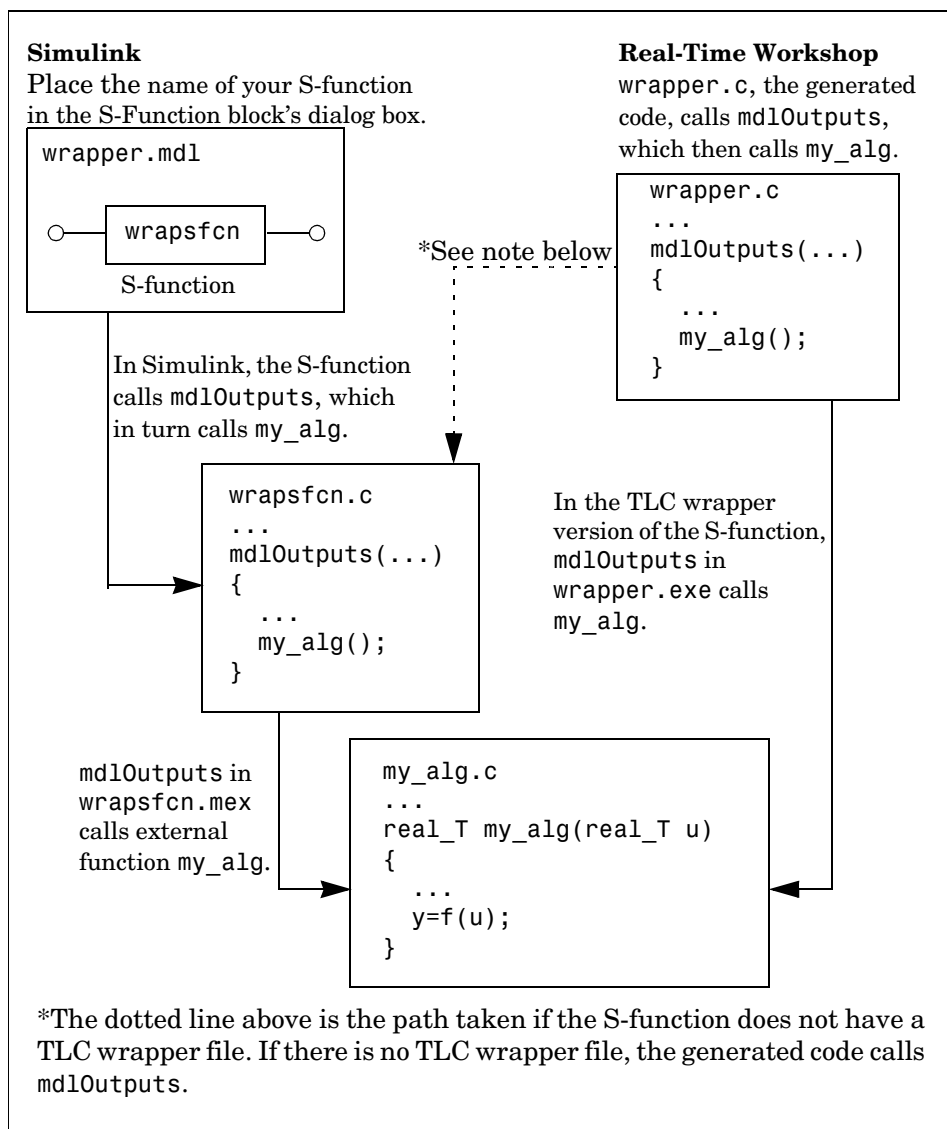 Simulink
Place the name of your S-function
in the S-Function block's dialog box.
wrapper.mdl
wrapsfcn
S-function
In Simulink, the S-function
calls mdlOutputs, which
in turn calls my_alg.
Real-Time Workshop
wrapper.c, the generated
code, calls mdlOutputs,
which then calls my_alg.
wrapper.c
...
mdlOutputs(...)
{
...
my_alg();
}
*See note below
wrapsfcn.c
...
mdlOutputs(...)
{
...
my_alg();
}
In the TLC wrapper
version of the S-function,
mdlOutputs in
wrapper.exe calls
my_alg.
mdlOutputs in
wrapsfcn.mex
calls external
function my_alg.
my_alg.c
...
real_T my_alg(real_T u)
{
...
y=f(u);
}
*The dotted line above is the path taken if the S-function does not have a
TLC wrapper file. If there is no TLC wrapper file, the generated code calls
mdlOutputs.